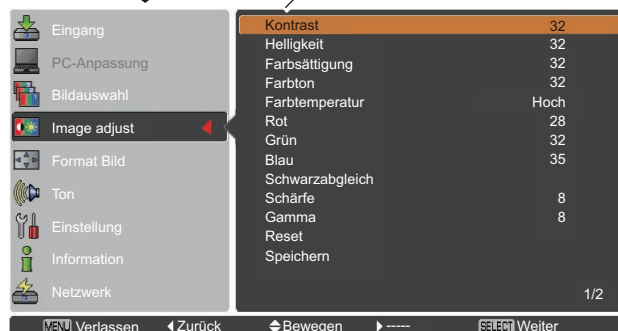 Eingang
PC-Anpassung
Bildauswahl
Image adjust
Format Bild
Ton
Einstellung
Information
Netzwerk
Kontrast 32
Helligkeit 32
Farbsättigung 32
Farbton 32
Farbtemperatur Hoch
Rot 28
Grün 32
Blau 35
Schwarzabgleich
Schärfe 8
Gamma 8
Reset
Speichern
1/2
MENU Verlassen Zurück Bewegen ----- SELECT Weiter